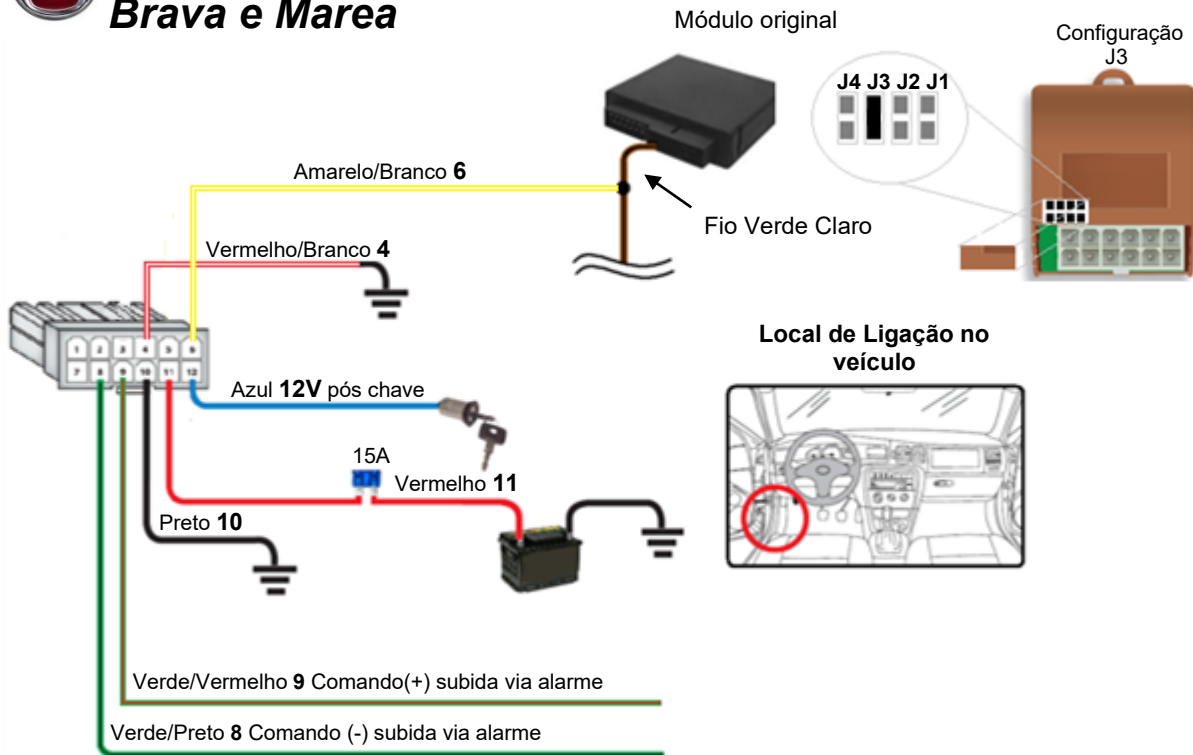 Brava e Marea
Módulo original
Configuração
J3
J4 J3 J2 J1
Amarelo/Branco 6
Fio Verde Claro
Vermelho/Branco 4
1 2 3 4 5 6
7 8 9 10 11 12
Local de Ligação no
veículo
Azul 12V pós chave
15A
Vermelho 11
Preto 10
Verde/Vermelho 9 Comando(+) subida via alarme
Verde/Preto 8 Comando (-) subida via alarme